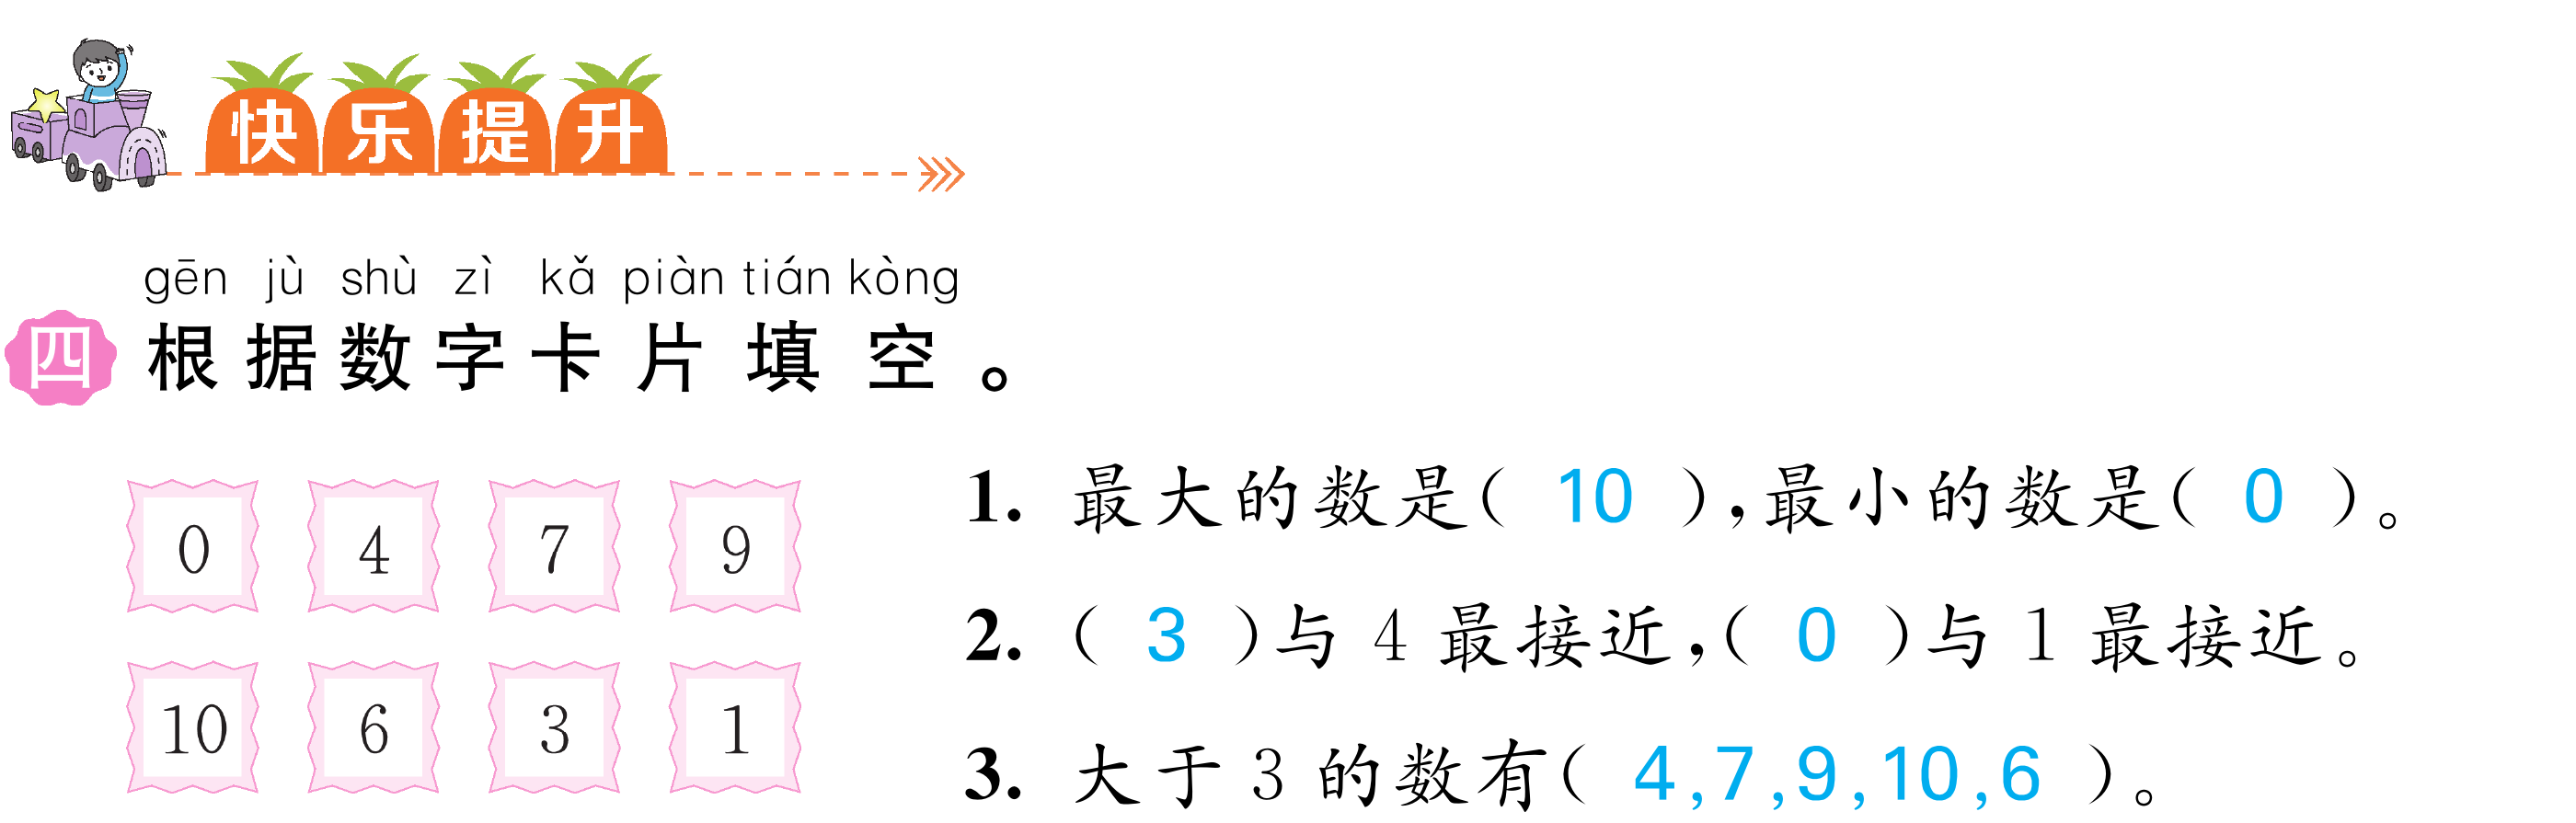 快乐提升
gēn jù shù zì kǎ piàn tián kòng
四 根据数字卡片填空。
0 4 7 9
10 6 3 1
1. 最大的数是( 10 ),最小的数是( 0 )。
2. ( 3 )与 4 最接近,( 0 )与 1 最接近。
3. 大于 3 的数有( 4,7,9,10,6 )。